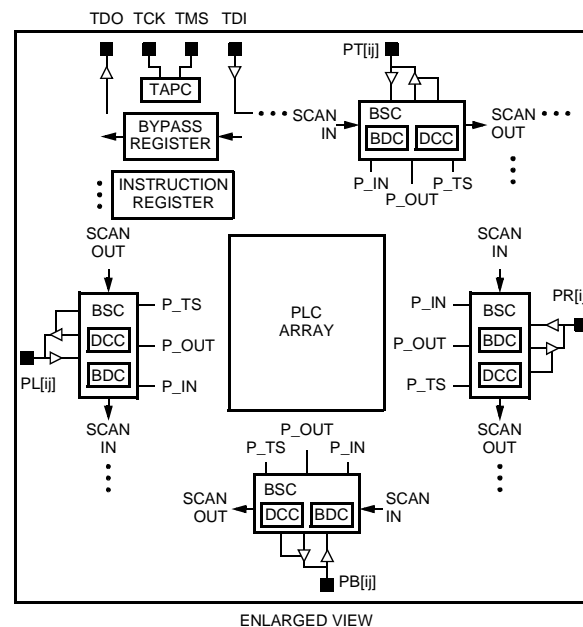 TDO TCK TMS TDI
PT[ij]
TAPC
BYPASS
REGISTER
INSTRUCTION
REGISTER
SCAN
IN
BSC
BDC DCC
SCAN
OUT
P_IN
P_OUT
P_TS
SCAN
OUT
BSC
DCC
BDC
P_TS
P_OUT
P_IN
PL[ij]
SCAN
IN
PLC
ARRAY
SCAN
IN
P_IN
P_OUT
P_TS
BSC
BDC
DCC
PR[ij]
SCAN
OUT
P_OUT
P_TS P_IN
BSC
DCC BDC
SCAN
OUT
SCAN
IN
PB[ij]
ENLARGED VIEW